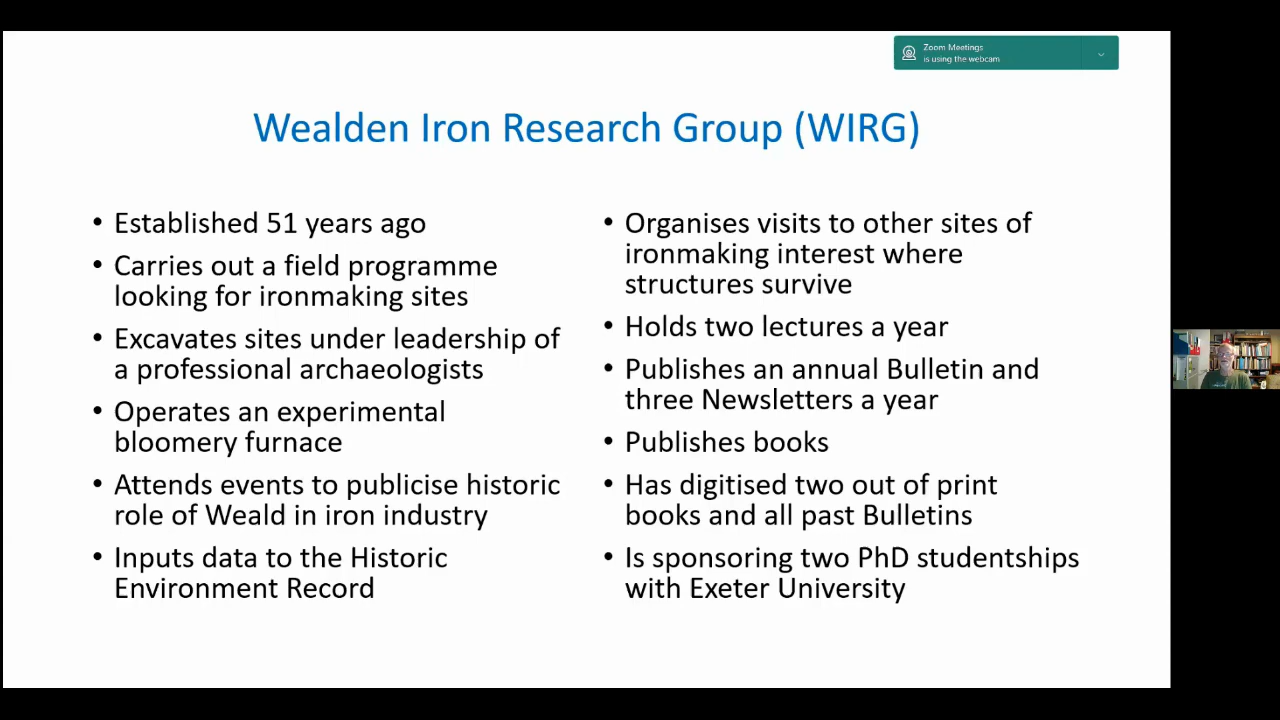 Zoom Meetings
is using the webcam
Wealden Iron Research Group (WIRG)
• Established 51 years ago
• Carries out a field programme
looking for ironmaking sites
• Excavates sites under leadership of
a professional archaeologists
• Operates an experimental
bloomery furnace
• Attends events to publicise historic
role of Weald in iron industry
• Inputs data to the Historic
Environment Record
• Organises visits to other sites of
ironmaking interest where
structures survive
• Holds two lectures a year
• Publishes an annual Bulletin and
three Newsletters a year
• Publishes books
• Has digitised two out of print
books and all past Bulletins
• Is sponsoring two PhD studentships
with Exeter University